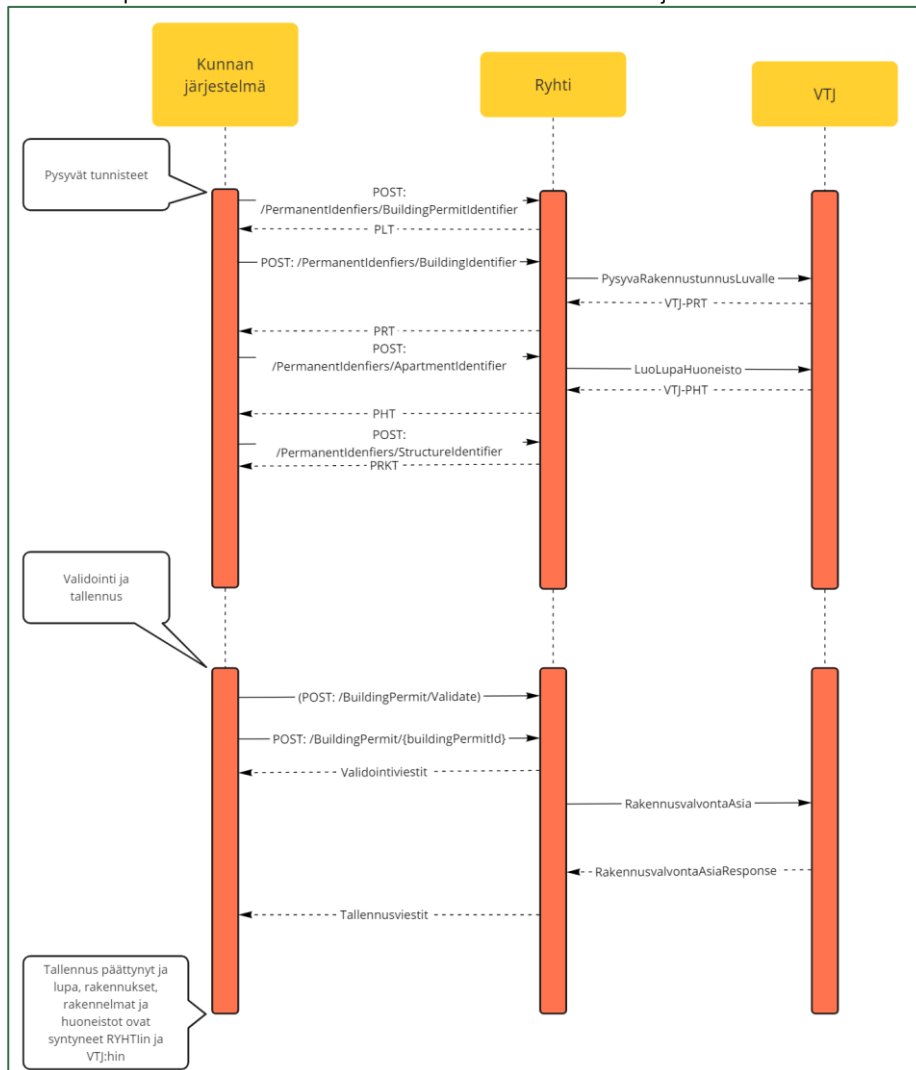 Kunnan
järjestelmä
Ryhti
VTJ
Pysyvät tunnisteet
POST:
/PermanentIdenfiers/BuildingPermitIdentifier
PLT
POST: /PermanentIdenfiers/BuildingIdentifier
PysyvaRakennustunnusLuvalle
VTJ-PRT
PRT
POST:
/PermanentIdenfiers/ApartmentIdentifier
LuoLupaHuoneisto
VTJ-PHT
PHT
POST:
/PermanentIdenfiers/StructureIdentifier
PRKT
Validointi ja
tallennus
(POST: /BuildingPermit/Validate)
POST: /BuildingPermit/{buildingPermitId}
Validointiviestit
RakennusvalvontaAsia
RakennusvalvontaAsiaResponse
Tallennusviestit
Tallennus päättynyt ja
lupa, rakennukset,
rakennelmat ja
huoneistot ovat
syntyneet RYHTIin ja
VTJ:hin